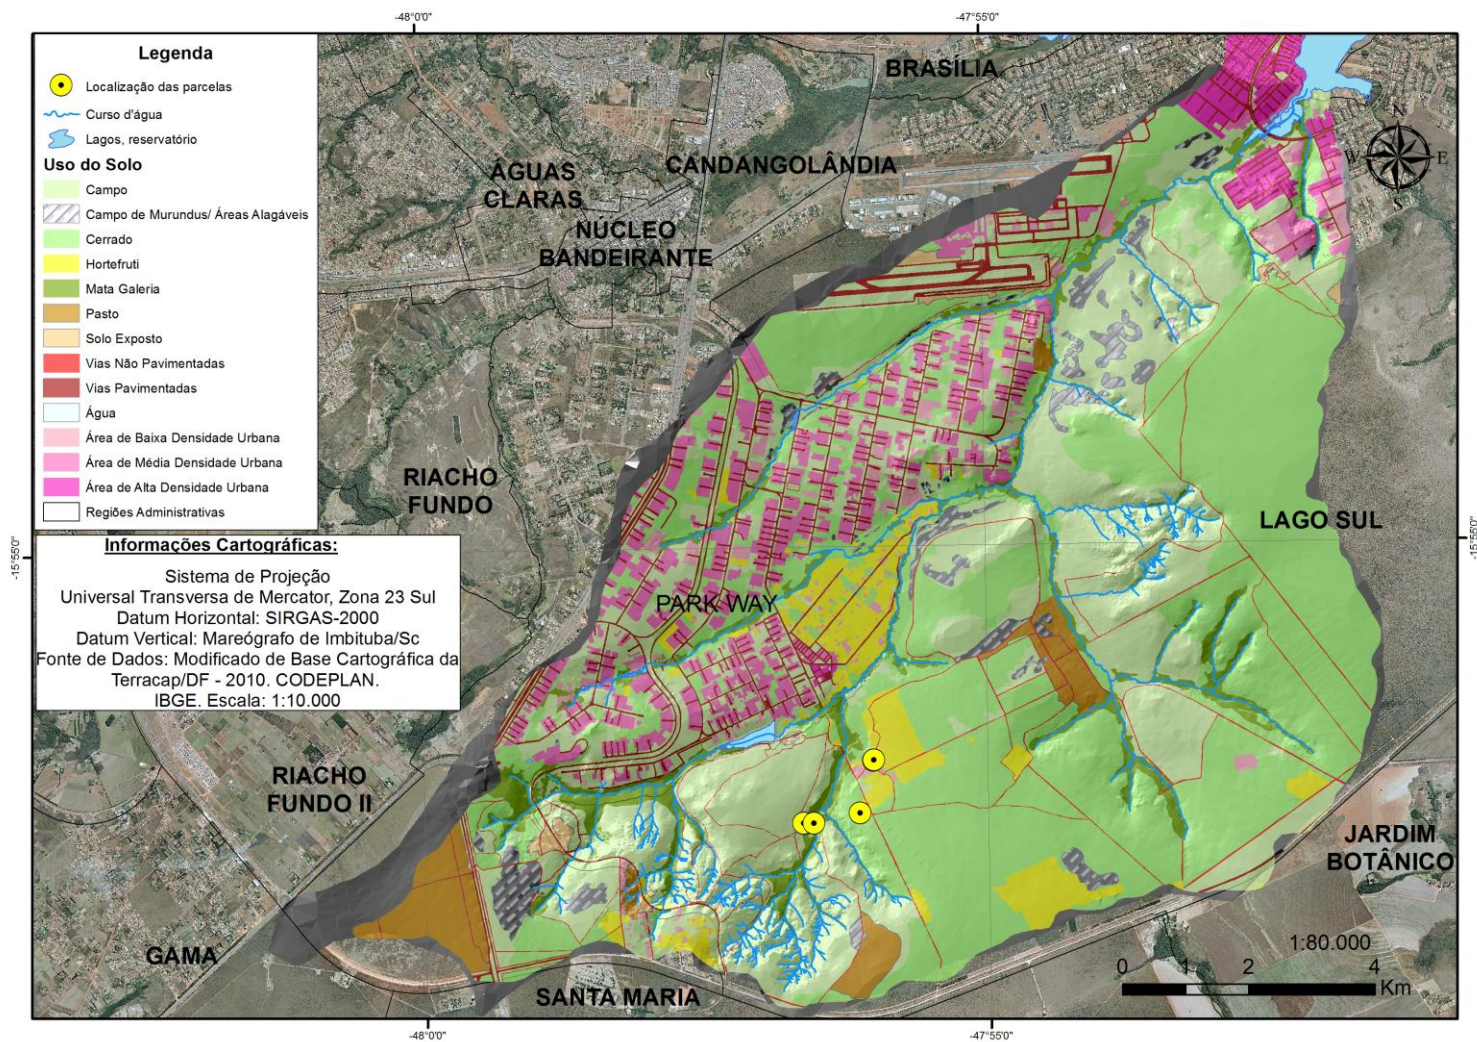 -48°0'0"
-47°55'0"
Legenda
Localização das parcelas
Curso d'água
Lagos, reservatório
Uso do Solo
Campo
Campo de Murundus/ Áreas Alagáveis
Cerrado
Hortefruti
Mata Galeria
Pasto
Solo Exposto
Vias Não Pavimentadas
Vias Pavimentadas
Água
Área de Baixa Densidade Urbana
Área de Média Densidade Urbana
Área de Alta Densidade Urbana
Regiões Administrativas
Informações Cartográficas:
Sistema de Projeção
Universal Transversa de Mercator, Zona 23 Sul
Datum Horizontal: SIRGAS-2000
Datum Vertical: Mareógrafo de Imbituba/Sc
Fonte de Dados: Modificado de Base Cartográfica da
Terracap/DF - 2010. CODEPLAN.
IBGE. Escala: 1:10.000
BRASÍLIA
CANDANGOLÂNDIA
ÁGUAS
CLARAS
NÚCLEO
BANDEIRANTE
N
W
E
S
RIACHO
FUNDO
LAGO SUL
-15°55'0"
-15°55'0"
PARK WAY
RIACHO
FUNDO II
JARDIM
BOTÂNICO
GAMA
SANTA MARIA
1:80.000
0 1 2 4
Km
-48°0'0"
-47°55'0"